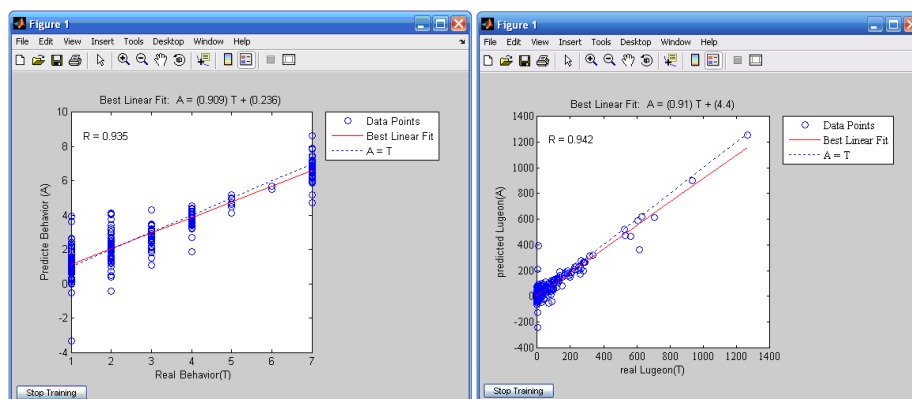 Figure 1
File Edit View Insert Tools Desktop Window Help
Best Linear Fit: A = (0.909) T + (0.236)
R = 0.935
Data Points
Best Linear Fit
A = T
Predicte Behavior (A)
10
8
6
4
2
0
-2
-4
1 2 3 4 5 6 7
Real Behavior(T)
Stop Training
Figure 1
File Edit View Insert Tools Desktop Window Help
Best Linear Fit: A = (0.91) T + (4.4)
R = 0.942
Data Points
Best Linear Fit
A = T
predicted Lugeon(A)
1400
1200
1000
800
600
400
200
0
-200
-400
0 200 400 600 800 1000 1200 1400
real Lugeon(T)
Stop Training